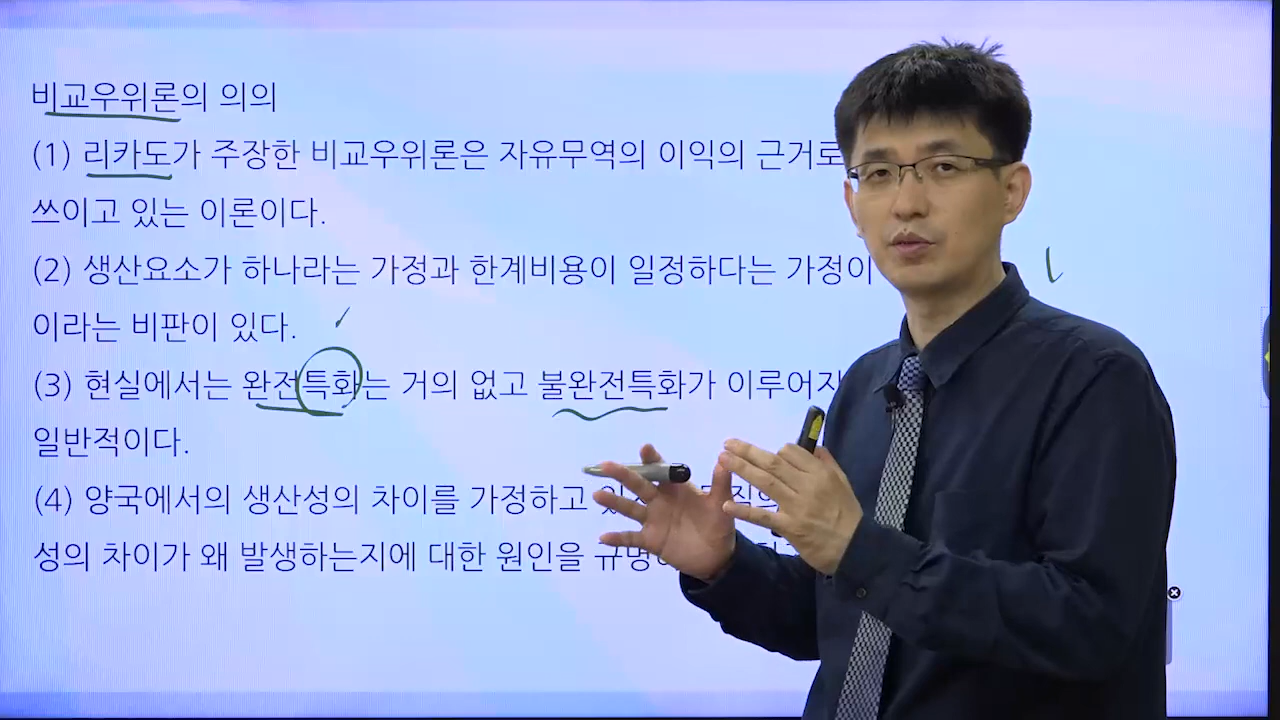 비교우위론의 의의
(1) 리카도가 주장한 비교우위론은 자유무역의 이익의 근거로
쓰이고 있는 이론이다.
(2) 생산요소가 하나라는 가정과 한계비용이 일정하다는 가정이
이라는 비판이 있다.
(3) 현실에서는 완전특화는 거의 없고 불완전특화가
일반적이다.
(4) 양국에서의 생산성의 차이를 가정하고
성의 차이가 왜 발생하는지에 대한 원인을